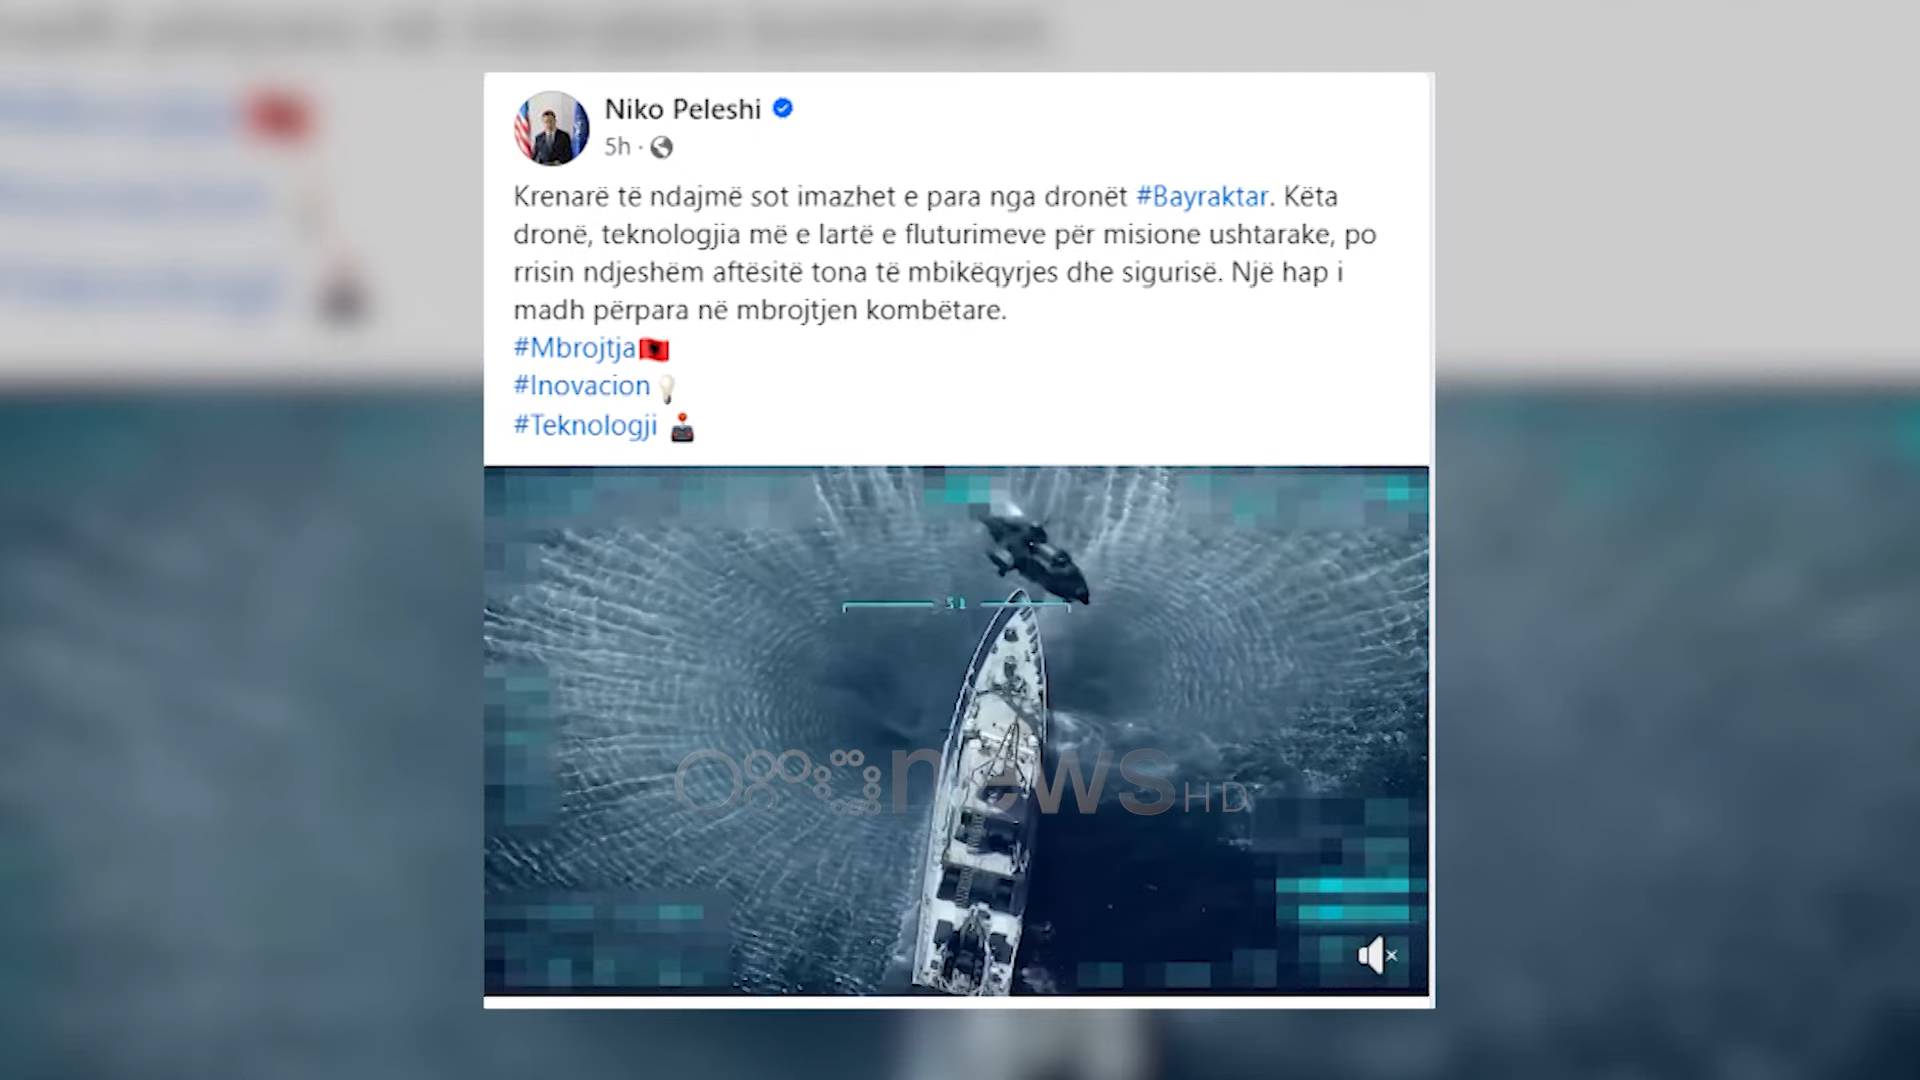 Niko Peleshi
5h ·
Krenarë të ndajmë sot imazhet e para nga dronët #Bayraktar. Këta
dronë, teknologjia më e lartë e fluturimeve për misione ushtarake, po
rrisin ndjeshëm aftësitë tona të mbikëqyrjes dhe sigurisë. Një hap i
madh përpara në mbrojtjen kombëtare.
#Mbrojtja
#Inovacion
#Teknologji
51
news HD